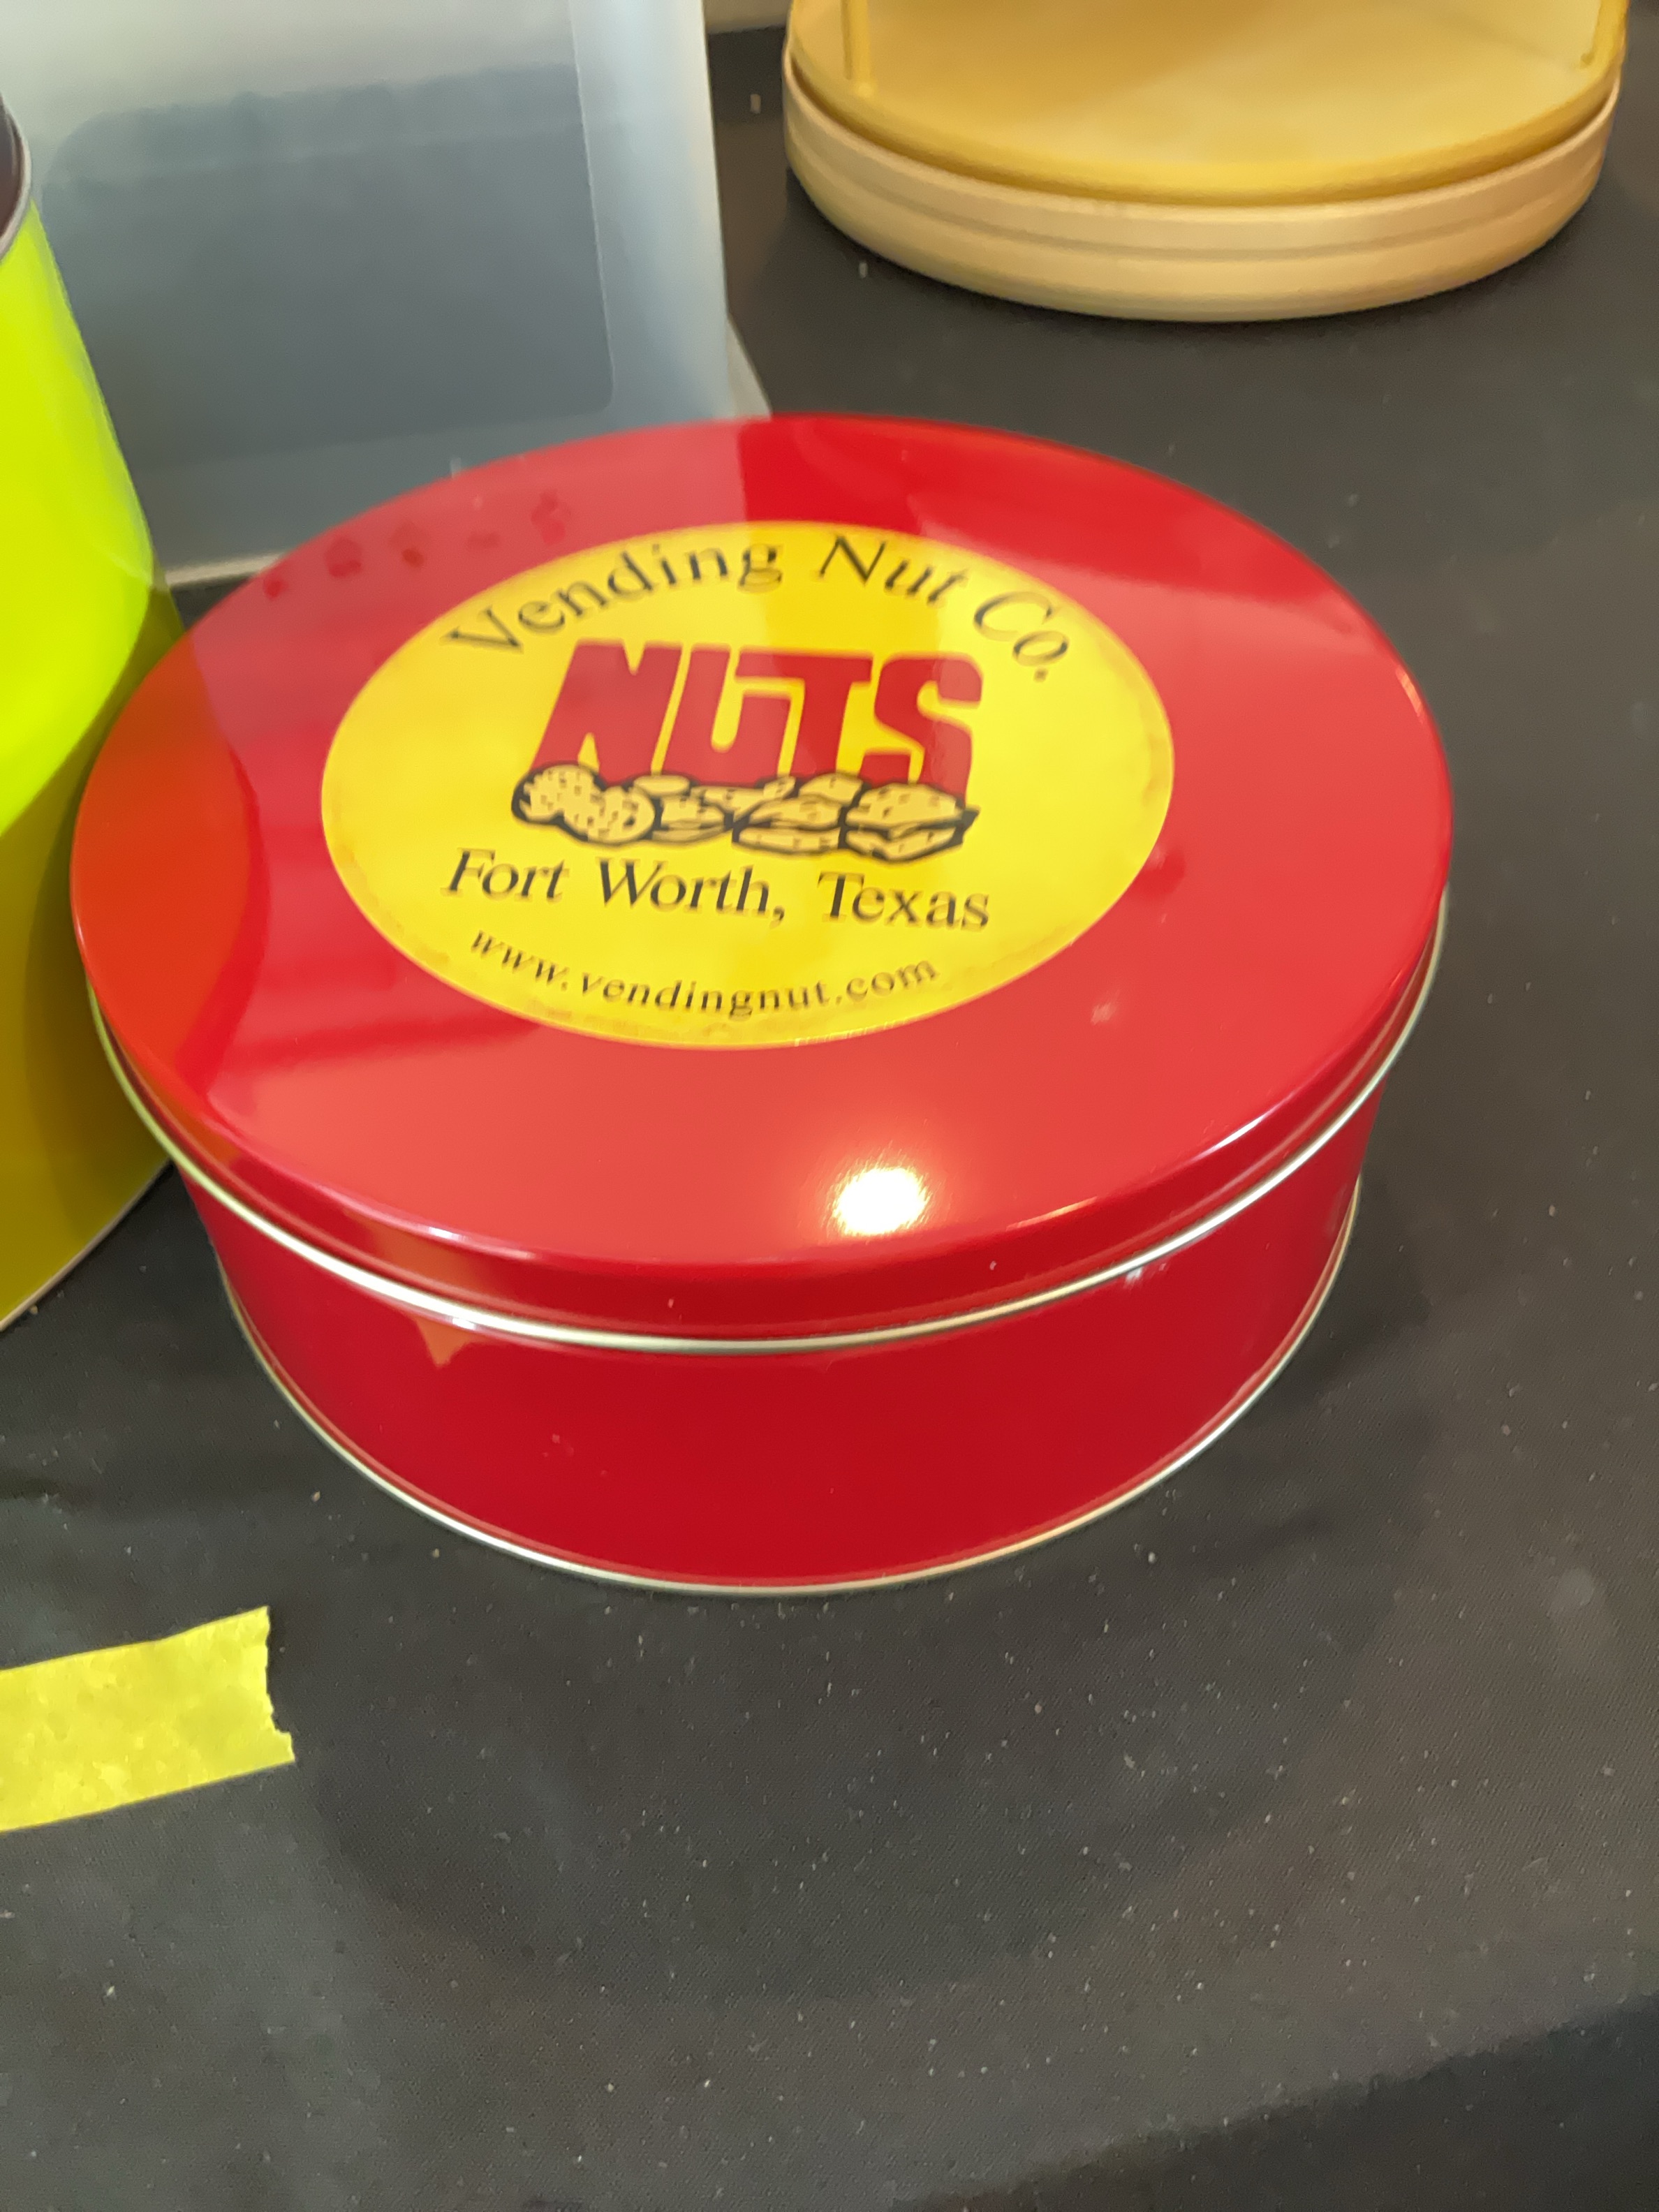 Vending Nut Co.
NUTS
Fort Worth, Texas
www.vendingnut.com